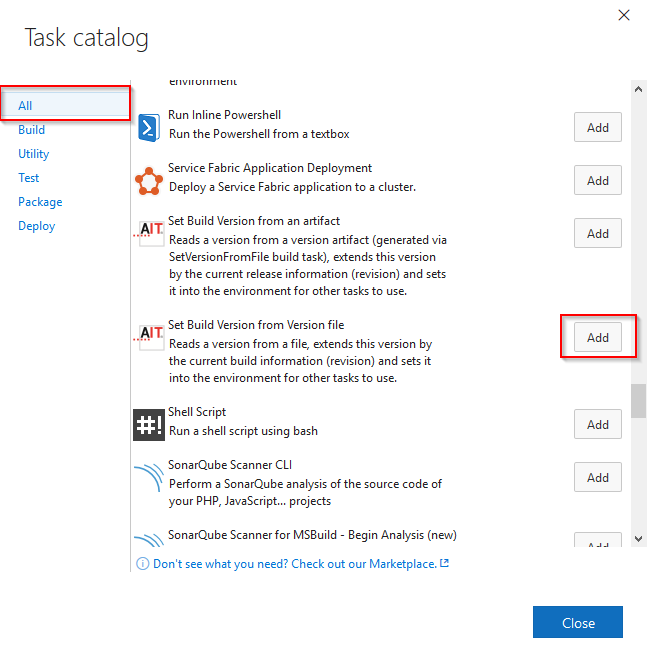 Task catalog
All
Build
Utility
Test
Package
Deploy
environment
Run Inline Powershell
Run the Powershell from a textbox
Add
Service Fabric Application Deployment
Deploy a Service Fabric application to a cluster.
Add
AIT
Set Build Version from an artifact
Reads a version from a version artifact (generated via
SetVersionFromFile build task), extends this version
by the current release information (revision) and sets
it into the environment for other tasks to use.
Add
AIT
Set Build Version from Version file
Reads a version from a file, extends this version by
the current build information (revision) and sets it
into the environment for other tasks to use.
Add
#!
Shell Script
Run a shell script using bash
Add
SonarQube Scanner CLI
Perform a SonarQube analysis of the source code of
your PHP, JavaScript... projects
Add
SonarQube Scanner for MSBuild - Begin Analysis (new)
Add
Don't see what you need? Check out our Marketplace.
Close